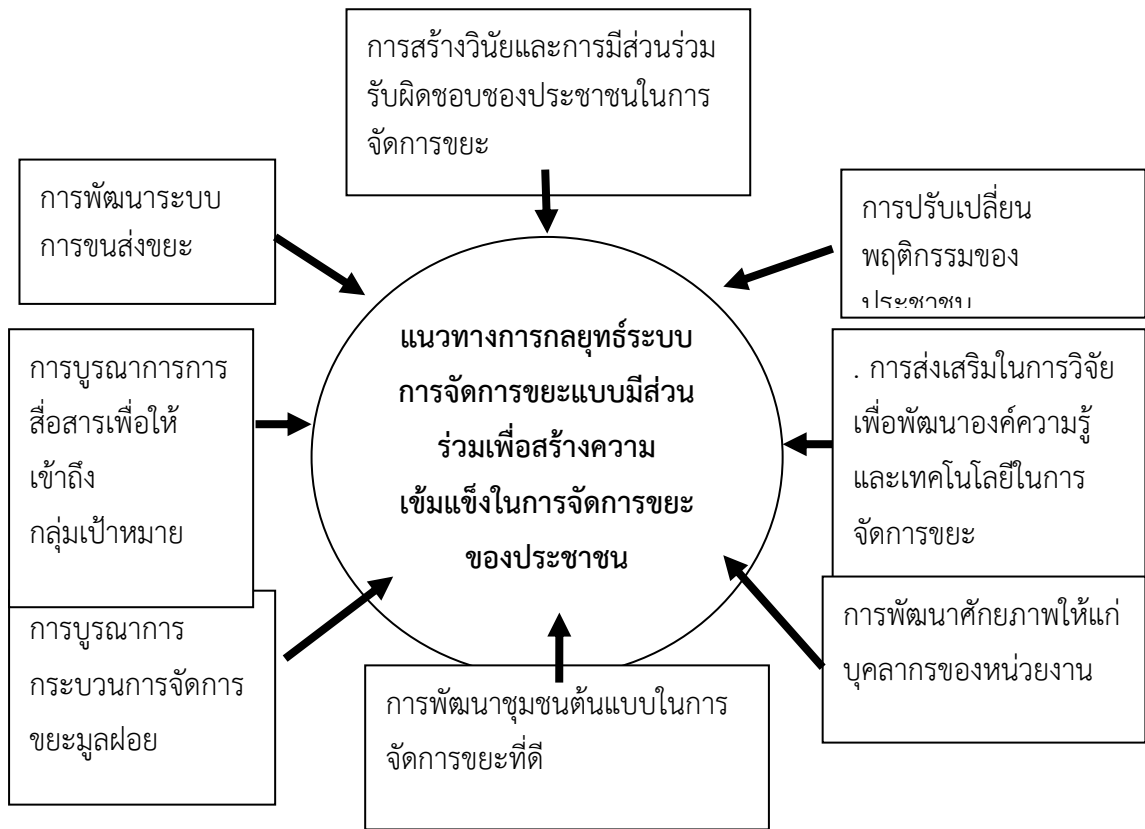 การสร้างวินัยและการมีส่วนร่วม
รับผิดชอบชองประชาชนในการ
จัดการขยะ
การพัฒนาระบบ
การขนส่งขยะ
การปรับเปลี่ยน
พฤติกรรมของ
ประชาชน
แนวทางการกลยุทธ์ระบบ
การจัดการขยะแบบมีส่วน
ร่วมเพื่อสร้างความ
เข้มแข็งในการจัดการขยะ
ของประชาชน
การบูรณาการการ
สื่อสารเพื่อให้
เข้าถึง
กลุ่มเป้าหมาย
. การส่งเสริมในการวิจัย
เพื่อพัฒนาองค์ความรู้
และเทคโนโลยีในการ
จัดการขยะ
การบูรณาการ
กระบวนการจัดการ
ขยะมูลฝอย
การพัฒนาชุมชนต้นแบบในการ
จัดการขยะที่ดี
การพัฒนาศักยภาพให้แก่
บุคลากรของหน่วยงาน